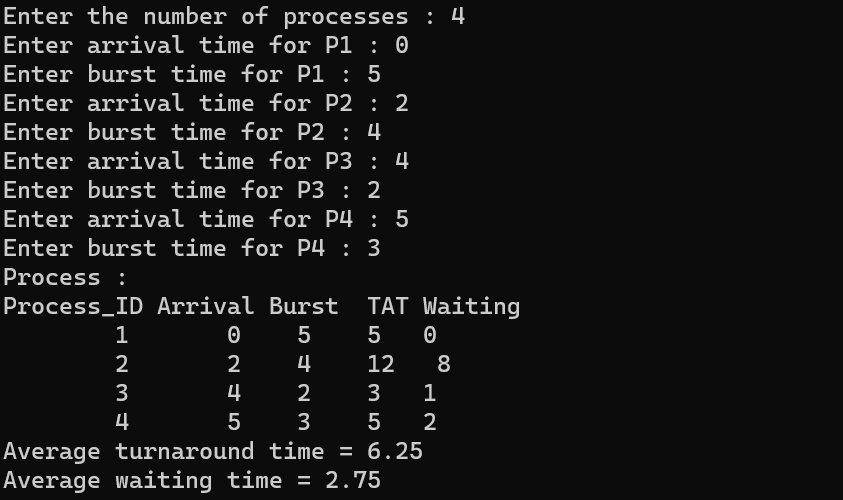 Enter the number of processes : 4
Enter arrival time for P1 : 0
Enter burst time for P1 : 5
Enter arrival time for P2 : 2
Enter burst time for P2 : 4
Enter arrival time for P3 : 4
Enter burst time for P3 : 2
Enter arrival time for P4 : 5
Enter burst time for P4 : 3
Process :
Process_ID Arrival Burst  TAT Waiting
        1       0    5    5   0
        2       2    4    12   8
        3       4    2    3   1
        4       5    3    5   2
Average turnaround time = 6.25
Average waiting time = 2.75